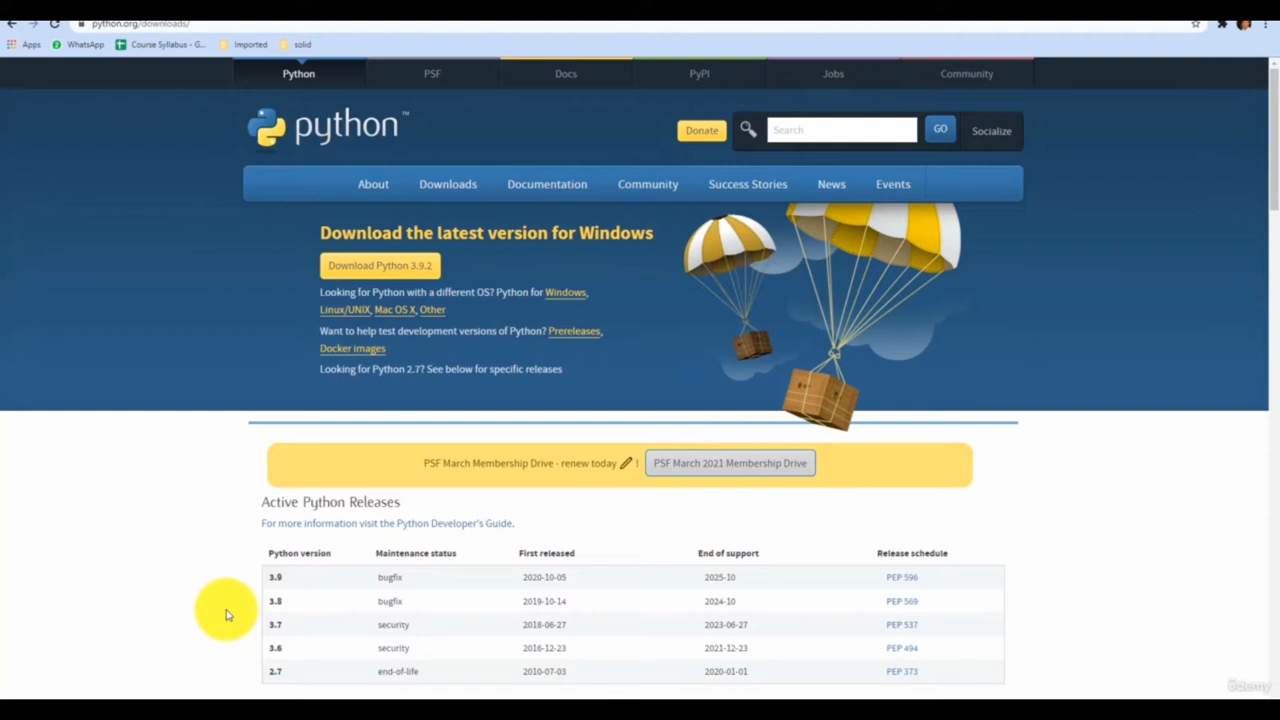 python.org/downloads/
Apps WhatsApp Course Syllabus - G... Imported solid
Python PSF Docs PyPI Jobs Community
python™
Donate Search GO Socialize
About Downloads Documentation Community Success Stories News Events
Download the latest version for Windows
Download Python 3.9.2
Looking for Python with a different OS? Python for Windows,
Linux/UNIX, Mac OS X, Other
Want to help test development versions of Python? Prereleases,
Docker images
Looking for Python 2.7? See below for specific releases
PSF March Membership Drive - renew today ! PSF March 2021 Membership Drive
Active Python Releases
For more information visit the Python Developer's Guide.
Python version Maintenance status First released End of support Release schedule
3.9 bugfix 2020-10-05 2025-10 PEP 596
3.8 bugfix 2019-10-14 2024-10 PEP 569
3.7 security 2018-06-27 2023-06-27 PEP 537
3.6 security 2016-12-23 2021-12-23 PEP 494
2.7 end-of-life 2010-07-03 2020-01-01 PEP 373
ûdemy